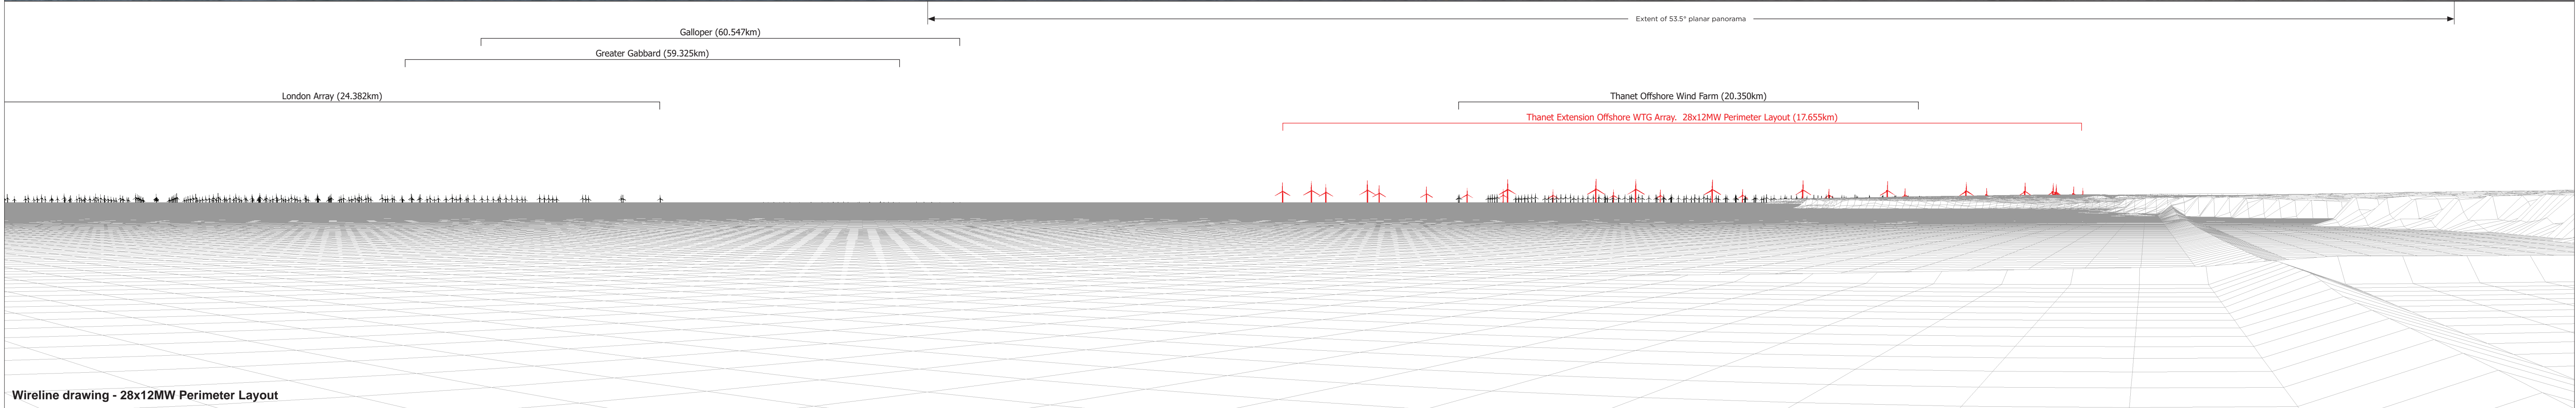 Extent of 53.5° planar panorama
Galloper (60.547km)
Greater Gabbard (59.325km)
London Array (24.382km)
Thanet Offshore Wind Farm (20.350km)
Thanet Extension Offshore WTG Array.  28x12MW Perimeter Layout (17.655km)
Wireline drawing - 28x12MW Perimeter Layout